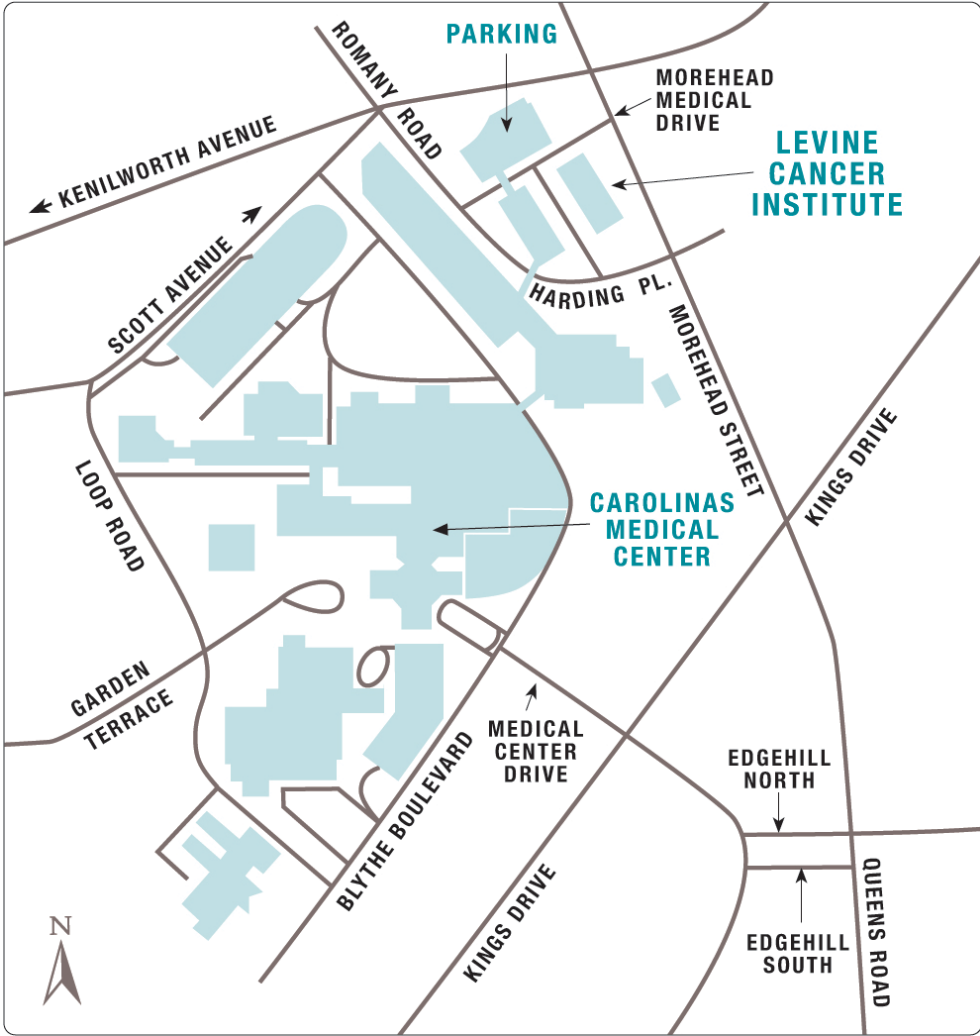 PARKING
ROMANY ROAD
MOREHEAD
MEDICAL
DRIVE
KENILWORTH AVENUE
LEVINE
CANCER
INSTITUTE
SCOTT AVENUE
HARDING PL.
MOREHEAD STREET
KINGS DRIVE
LOOP ROAD
CAROLINAS
MEDICAL
CENTER
GARDEN
TERRACE
MEDICAL
CENTER
DRIVE
BLYTHE BOULEVARD
EDGEHILL
NORTH
KINGS DRIVE
QUEENS ROAD
EDGEHILL
SOUTH
N